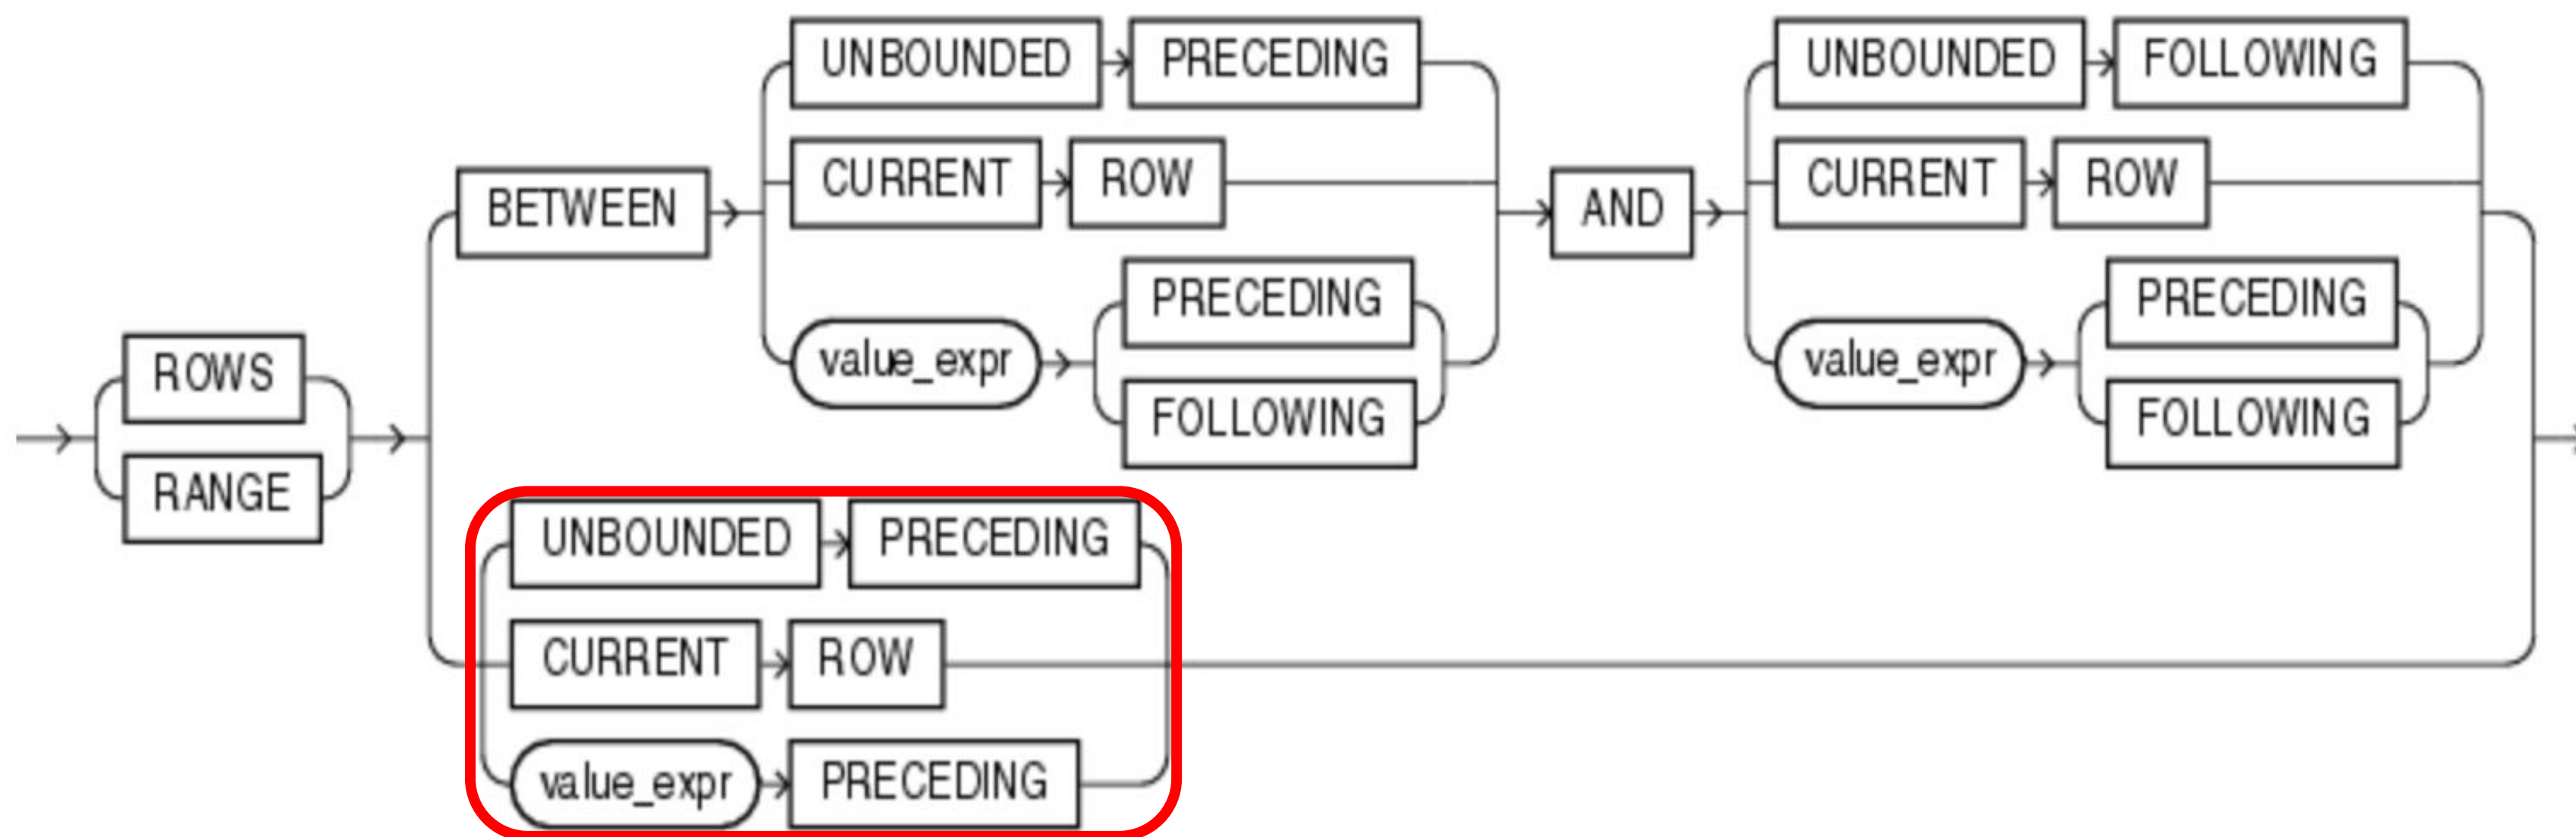 UNBOUNDED PRECEDING UNBOUNDED FOLLOWING
CURRENT ROW CURRENT ROW
BETWEEN AND
PRECEDING PRECEDING
value_expr value_expr
ROWS
FOLLOWING FOLLOWING
RANGE
UNBOUNDED PRECEDING
CURRENT ROW
value_expr PRECEDING